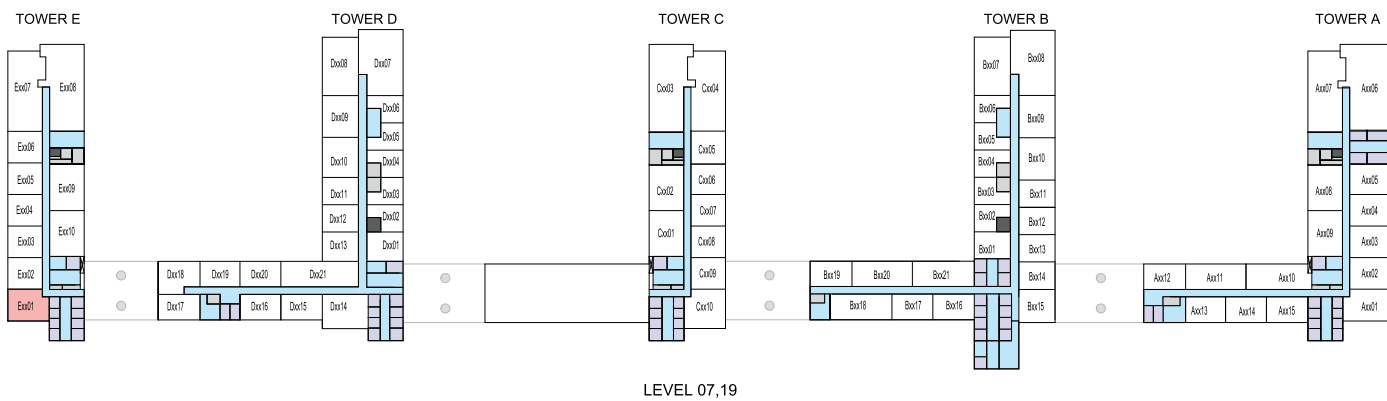 TOWER E TOWER D TOWER C TOWER B TOWER A
Exx07 Exx08
Exx06
Exx05 Exx09
Exx04
Exx03 Exx10
Exx02
Exx01
Dxx08 Dxx07
Dxx09 Dxx06
Dxx05
Dxx10 Dxx04
Dxx11 Dxx03
Dxx12 Dxx02
Dxx13 Dxx01
Dxx18 Dxx19 Dxx20 Dxx21
Dxx17 Dxx16 Dxx15 Dxx14
Cxx03 Cxx04
Cxx05
Cxx02 Cxx06
Cxx07
Cxx01 Cxx08
Cxx09
Cxx10
Bxx07 Bxx08
Bxx06 Bxx09
Bxx05
Bxx04 Bxx10
Bxx03 Bxx11
Bxx02 Bxx12
Bxx01 Bxx13
Bxx19 Bxx20 Bxx21 Bxx14
Bxx18 Bxx17 Bxx16 Bxx15
Axx07 Axx06
Axx08 Axx05
Axx04
Axx09 Axx03
Axx12 Axx11 Axx10 Axx02
Axx13 Axx14 Axx15 Axx01
LEVEL 07,19